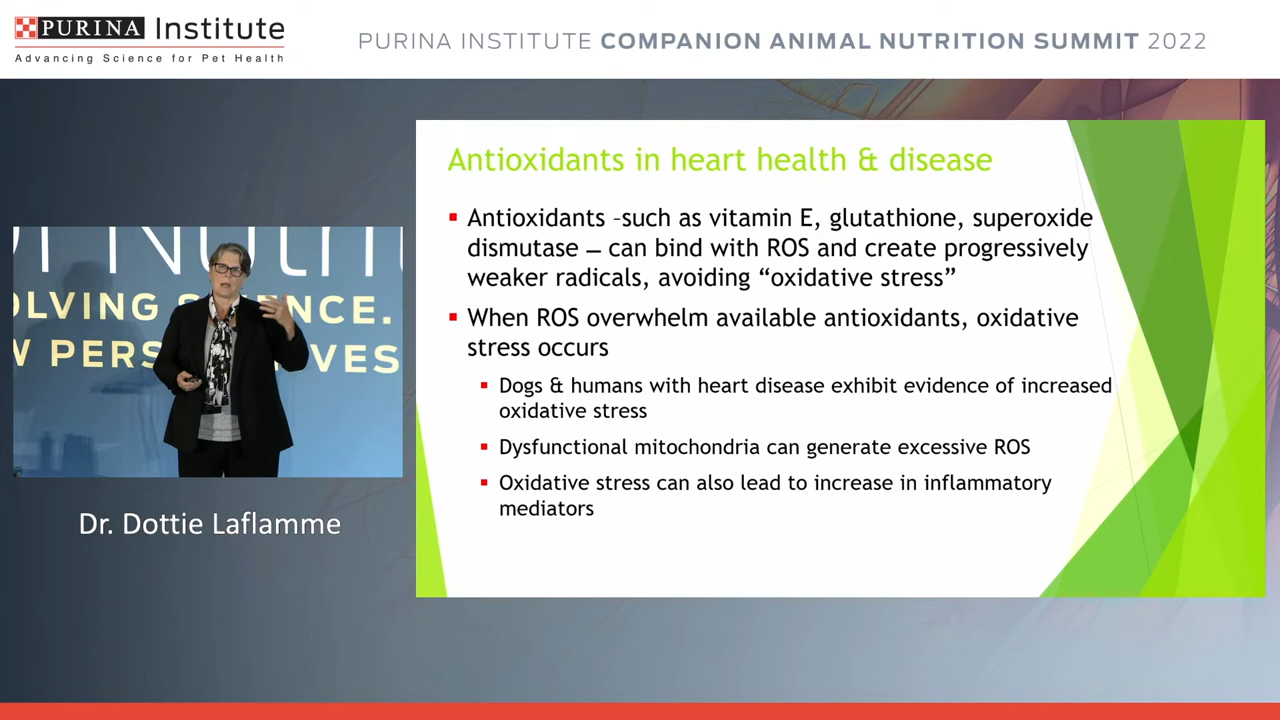 PURINA Institute
Advancing Science for Pet Health
PURINA INSTITUTE COMPANION ANIMAL NUTRITION SUMMIT 2022
Antioxidants in heart health & disease
▪ Antioxidants –such as vitamin E, glutathione, superoxide
dismutase — can bind with ROS and create progressively
weaker radicals, avoiding “oxidative stress”
▪ When ROS overwhelm available antioxidants, oxidative
stress occurs
▪ Dogs & humans with heart disease exhibit evidence of increased
oxidative stress
▪ Dysfunctional mitochondria can generate excessive ROS
▪ Oxidative stress can also lead to increase in inflammatory
mediators
OLVING S NCE.
W PERS VES
Dr. Dottie Laflamme